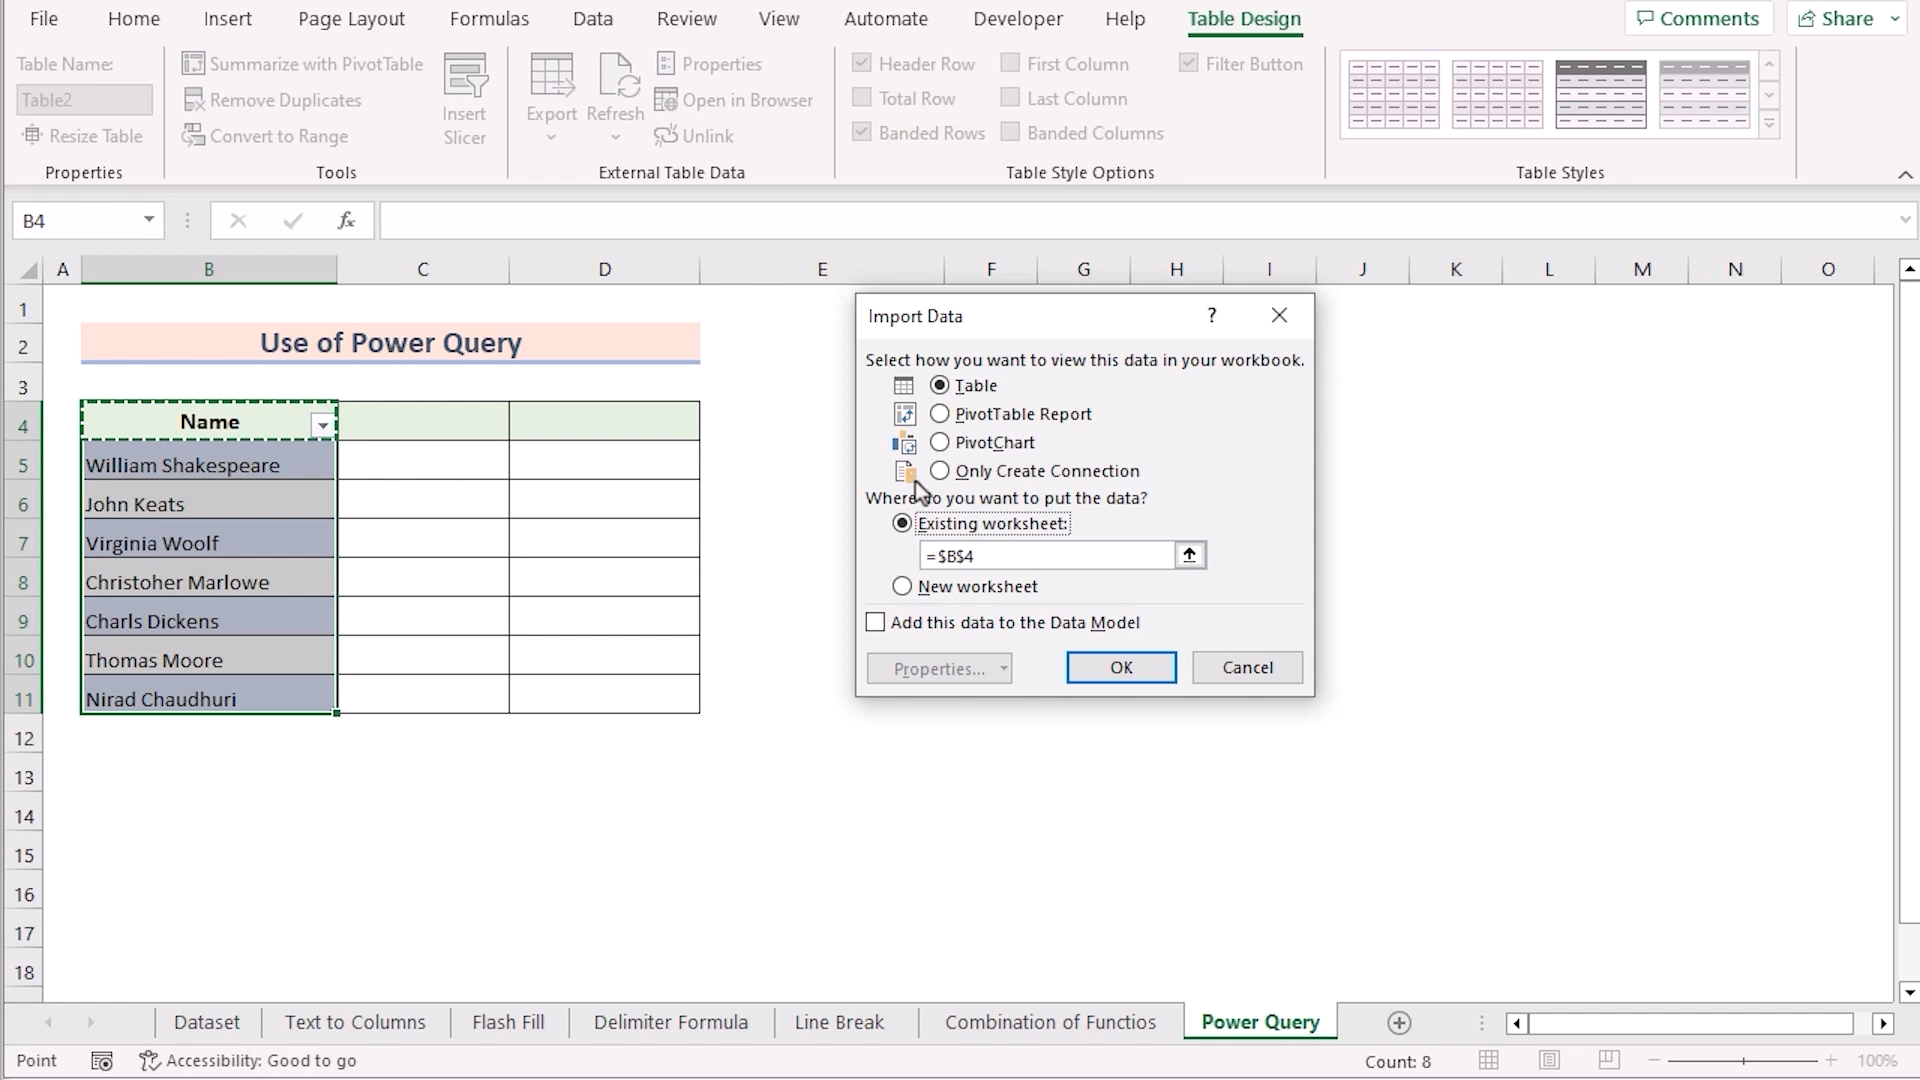 File Home Insert Page Layout Formulas Data Review View Automate Developer Help Table Design Comments Share
Table Name:
Table2
Resize Table
Properties
Summarize with PivotTable
Remove Duplicates
Convert to Range
Tools
Insert
Slicer
Export
Refresh
Properties
Open in Browser
Unlink
External Table Data
Header Row
Total Row
Banded Rows
First Column
Last Column
Banded Columns
Filter Button
Table Style Options
Table Styles
B4
fx
A B C D E F G H I J K L M N O
1
2 Use of Power Query
3
4 Name
5 William Shakespeare
6 John Keats
7 Virginia Woolf
8 Christoher Marlowe
9 Charls Dickens
10 Thomas Moore
11 Nirad Chaudhuri
12
13
14
15
16
17
18
Import Data ?
Select how you want to view this data in your workbook.
Table
PivotTable Report
PivotChart
Only Create Connection
Where do you want to put the data?
Existing worksheet:
=$B$4
New worksheet
Add this data to the Data Model
Properties...
OK
Cancel
Dataset Text to Columns Flash Fill Delimiter Formula Line Break Combination of Functios Power Query
Point Accessibility: Good to go Count: 8 100%